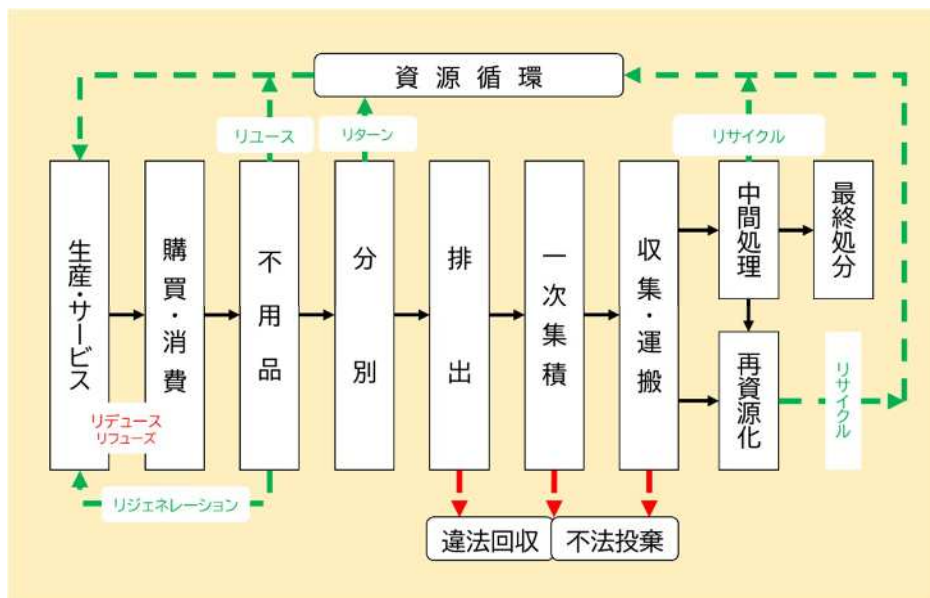 資源循環
リユース
リターン
リサイクル
生産・サービス
購買・消費
不用品
分別
排出
一次集積
収集・運搬
中間処理
最終処分
再資源化
リサイクル
リデュース
リフューズ
リジェネレーション
違法回収
不法投棄